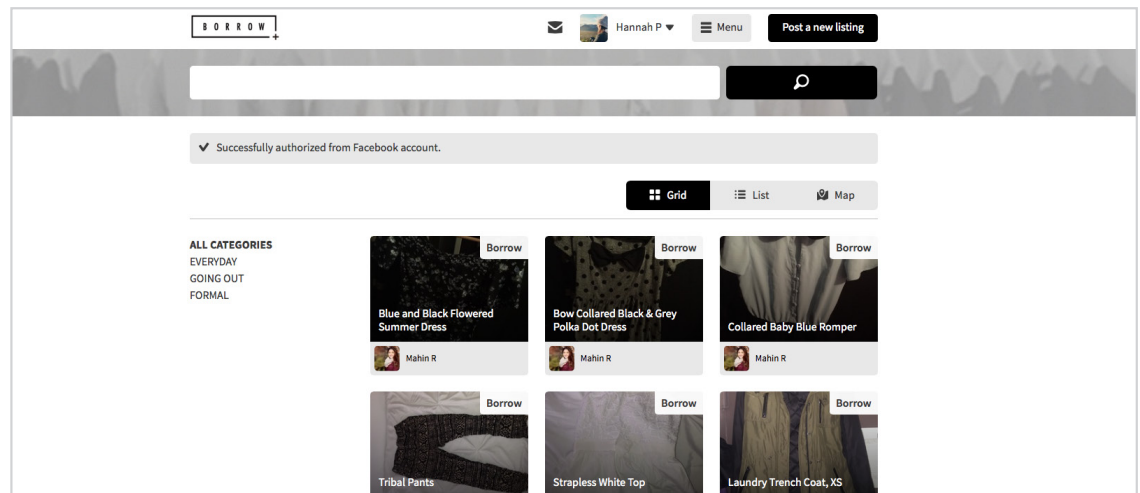 BORROW
+
Hannah P
Menu
Post a new listing
Successfully authorized from Facebook account.
Grid
List
Map
ALL CATEGORIES
EVERYDAY
GOING OUT
FORMAL
Borrow
Blue and Black Flowered
Summer Dress
Mahin R
Borrow
Bow Collared Black & Grey
Polka Dot Dress
Mahin R
Borrow
Collared Baby Blue Romper
Mahin R
Borrow
Tribal Pants
Borrow
Strapless White Top
Borrow
Laundry Trench Coat, XS